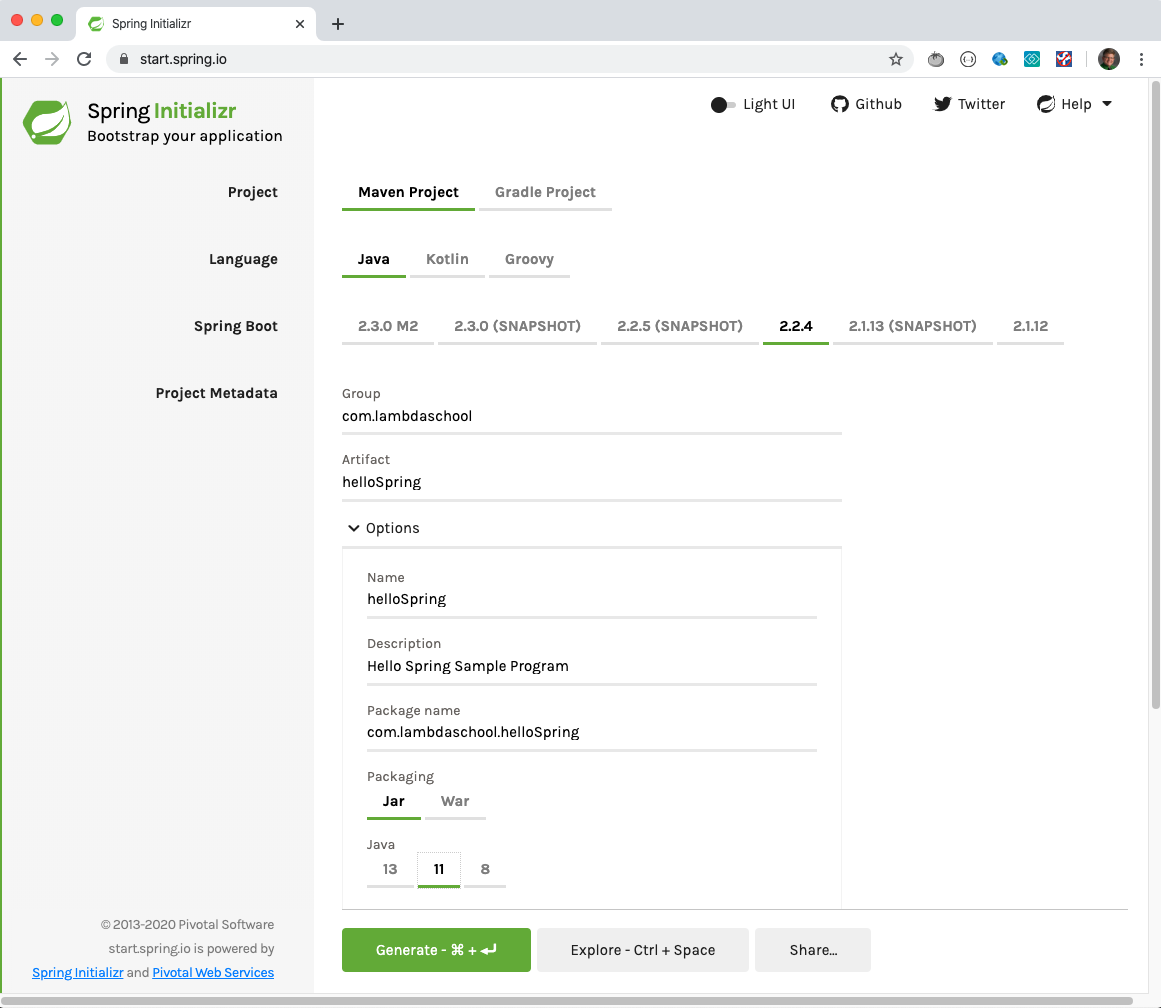 Spring Initializr
start.spring.io
Spring Initializr
Bootstrap your application
Light UI
Github
Twitter
Help
Project
Maven Project
Gradle Project
Language
Java
Kotlin
Groovy
Spring Boot
2.3.0 M2
2.3.0 (SNAPSHOT)
2.2.5 (SNAPSHOT)
2.2.4
2.1.13 (SNAPSHOT)
2.1.12
Project Metadata
Group
com.lambdaschool
Artifact
helloSpring
Options
Name
helloSpring
Description
Hello Spring Sample Program
Package name
com.lambdaschool.helloSpring
Packaging
Jar
War
Java
13
11
8
© 2013-2020 Pivotal Software
start.spring.io is powered by
Spring Initializr and Pivotal Web Services
Generate - ⌘ + ↵
Explore - Ctrl + Space
Share...